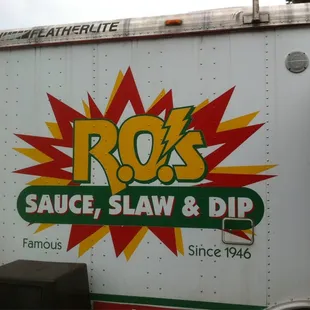 FEATHERLITE
R.O.'s
SAUCE, SLAW & DIP
Famous
Since 1946